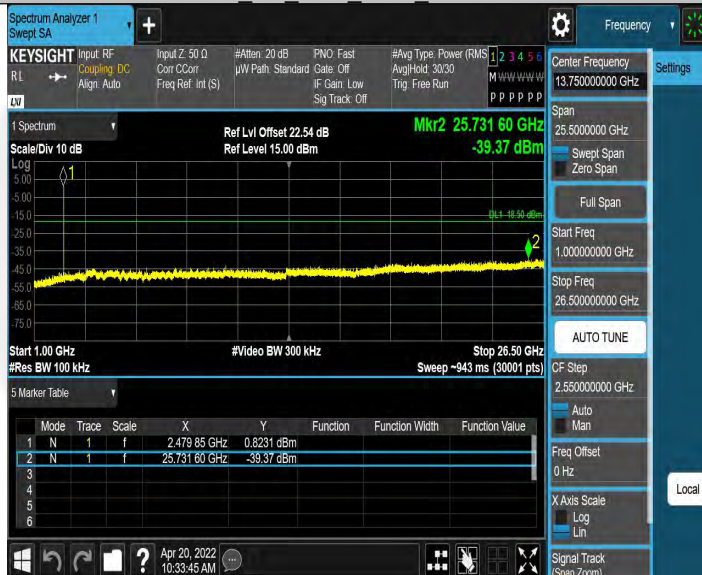 Spectrum Analyzer 1
Swept SA
+
Frequency
Settings
KEYSIGHT
RL
LXI
Input: RF
Coupling: DC
Align: Auto
Input Z: 50 Ω
Corr CCorr
Freq Ref: Int (S)
#Atten: 20 dB
µW Path: Standard
PNO: Fast
Gate: Off
IF Gain: Low
Sig Track: Off
#Avg Type: Power (RMS
Avg|Hold: 30/30
Trig: Free Run
1 2 3 4 5 6
M W W W W W
P P P P P P
1 Spectrum
Scale/Div 10 dB
Ref Lvl Offset 22.54 dB
Ref Level 15.00 dBm
Mkr2 25.731 60 GHz
-39.37 dBm
Log
5.00
-5.00
-15.0
-25.0
-35.0
-45.0
-55.0
-65.0
-75.0
1
DL1 -18.50 dBm
2
Start 1.00 GHz
#Video BW 300 kHz
Stop 26.50 GHz
#Res BW 100 kHz
Sweep ~943 ms (30001 pts)
5 Marker Table
Mode Trace Scale X Y Function Function Width Function Value
1 N 1 f 2.479 85 GHz 0.8231 dBm
2 N 1 f 25.731 60 GHz -39.37 dBm
3
4
5
6
Apr 20, 2022
10:33:45 AM
Center Frequency
13.750000000 GHz
Span
25.5000000 GHz
Swept Span
Zero Span
Full Span
Start Freq
1.000000000 GHz
Stop Freq
26.500000000 GHz
AUTO TUNE
CF Step
2.550000000 GHz
Auto
Man
Freq Offset
0 Hz
X Axis Scale
Log
Lin
Signal Track
(Span Zoom)
Local